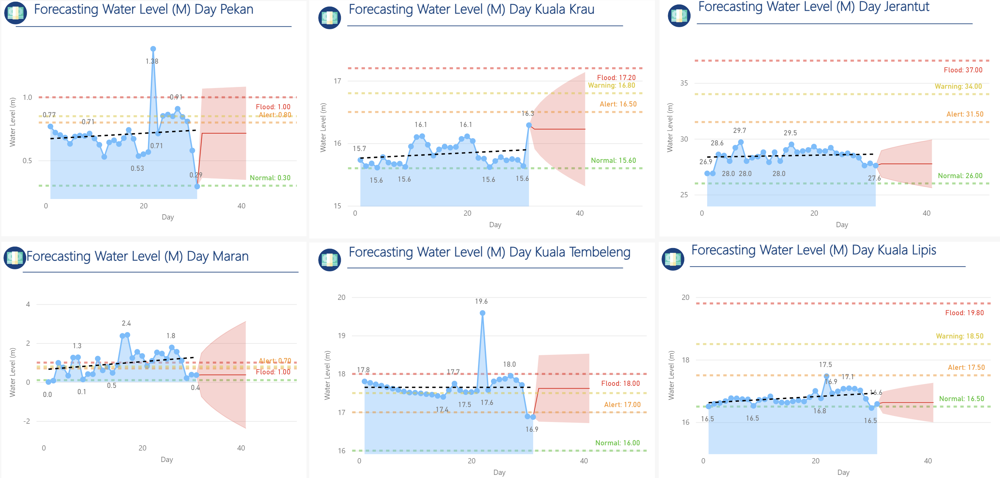 Forecasting Water Level (M) Day Pekan
Water Level (m)
1.0
0.5
1.38
0.91
0.77
0.71
0.71
0.53
0.29
Flood: 1.00
Alert: 0.80
Normal: 0.30
0
20
40
Day
Forecasting Water Level (M) Day Kuala Krau
Water Level (m)
17
16
15
Flood: 17.20
Warning: 16.80
Alert: 16.50
16.3
16.1
16.1
15.7
Normal: 15.60
15.6
15.6
15.6
15.6
0
20
40
Day
Forecasting Water Level (M) Day Jerantut
Water Level (m)
35
30
25
Flood: 37.00
Warning: 34.00
Alert: 31.50
29.7
29.5
28.6
26.9
28.0
28.0
28.0
27.6
Normal: 26.00
0
20
40
Day
Forecasting Water Level (M) Day Maran
Water Level (m)
4
2
0
-2
2.4
1.8
1.3
Alert: 0.70
Flood: 1.00
0.5
0.4
0.1
0.0
0
20
40
Day
Forecasting Water Level (M) Day Kuala Tembeleng
Water Level (m)
20
19
18
17
16
19.6
18.0
17.8
17.7
Flood: 18.00
17.4
17.5
17.6
Alert: 17.00
16.9
Normal: 16.00
0
20
40
Day
Forecasting Water Level (M) Day Kuala Lipis
Water Level (m)
20
18
16
Flood: 19.80
Warning: 18.50
Alert: 17.50
17.5
17.1
16.9
16.6
Normal: 16.50
16.8
16.5
16.5
16.5
0
20
40
Day